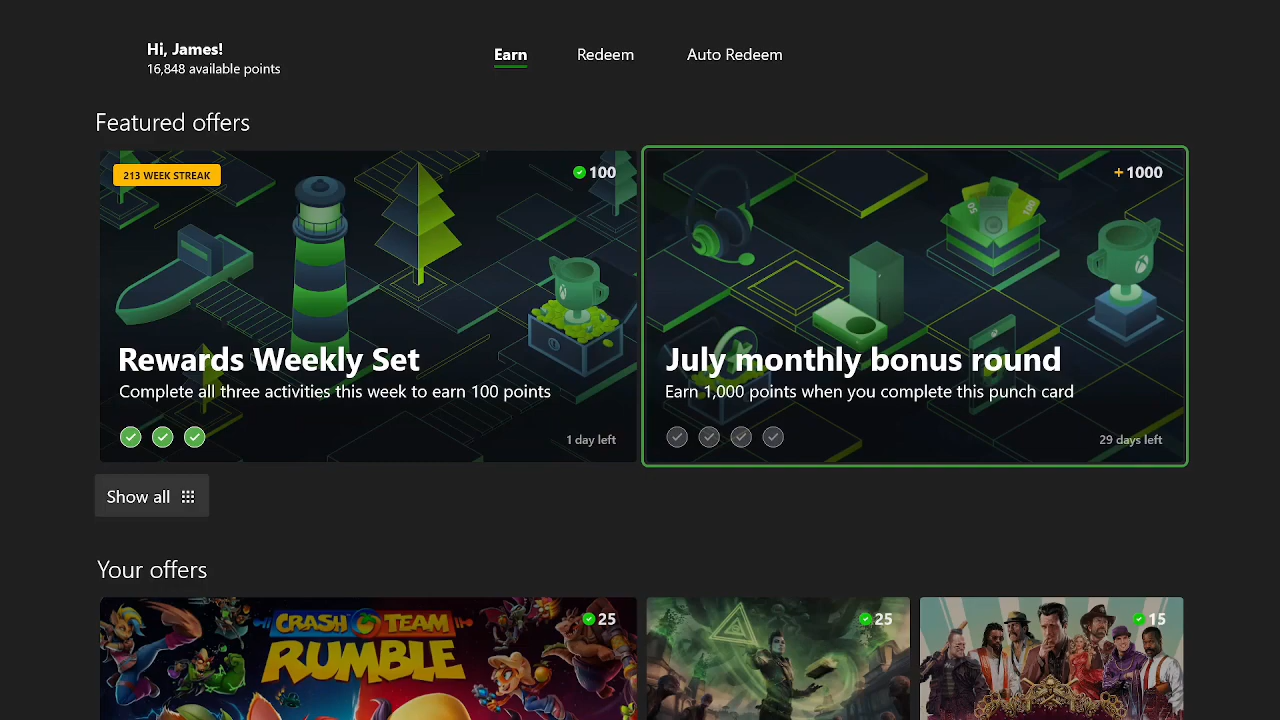 Hi, James!
16,848 available points
Earn
Redeem
Auto Redeem
Featured offers
213 WEEK STREAK
100
Rewards Weekly Set
Complete all three activities this week to earn 100 points
1 day left
+1000
50
100
July monthly bonus round
Earn 1,000 points when you complete this punch card
29 days left
Show all
Your offers
25
CRASH TEAM
RUMBLE
25
15